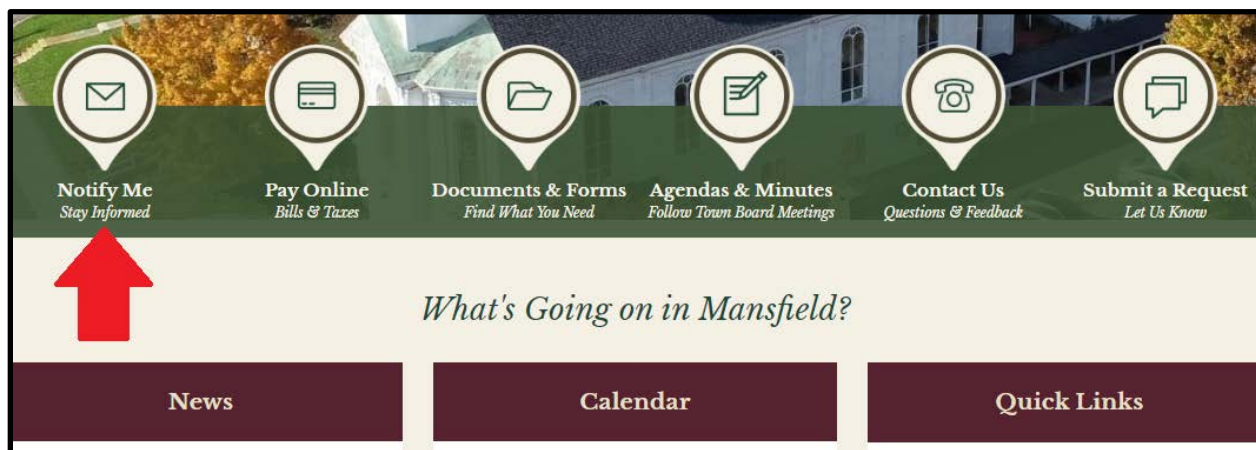 Notify Me
Stay Informed
Pay Online
Bills & Taxes
Documents & Forms
Find What You Need
Agendas & Minutes
Follow Town Board Meetings
Contact Us
Questions & Feedback
Submit a Request
Let Us Know
What's Going on in Mansfield?
News
Calendar
Quick Links